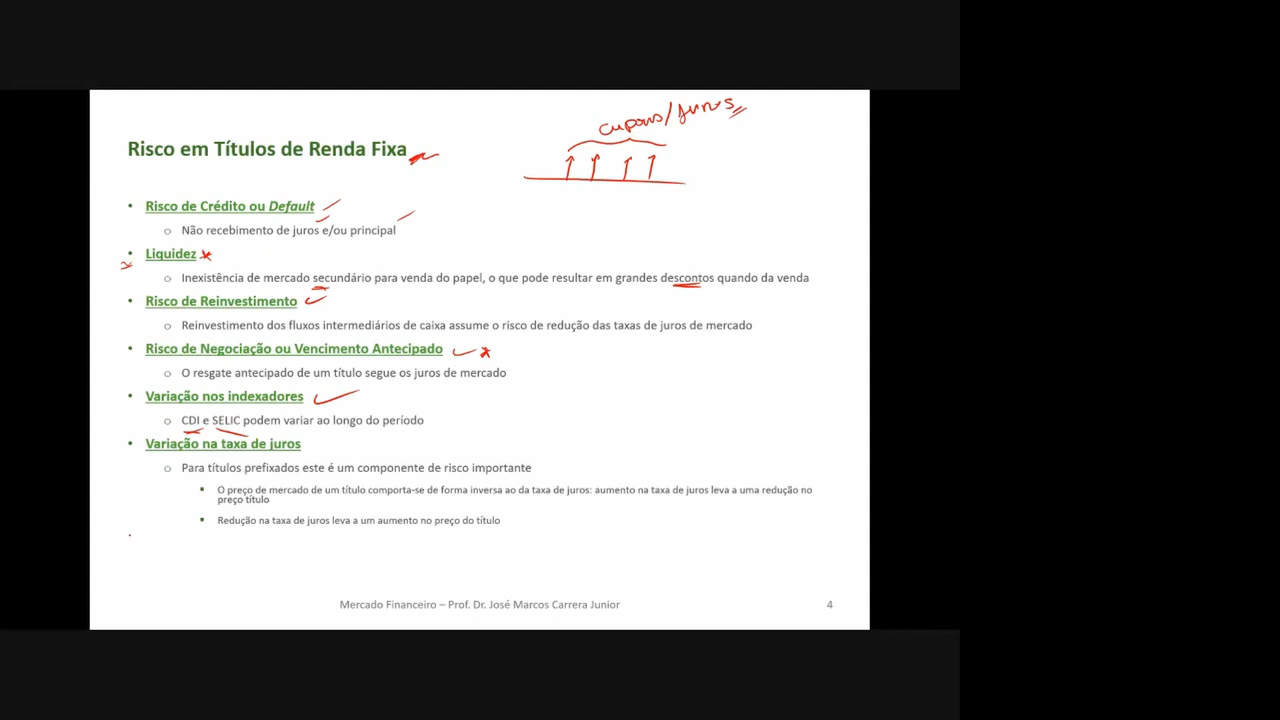 cupons/juros
Risco em Títulos de Renda Fixa
• Risco de Crédito ou Default
o Não recebimento de juros e/ou principal
• Liquidez
o Inexistência de mercado secundário para venda do papel, o que pode resultar em grandes descontos quando da venda
• Risco de Reinvestimento
o Reinvestimento dos fluxos intermediários de caixa assume o risco de redução das taxas de juros de mercado
• Risco de Negociação ou Vencimento Antecipado
o O resgate antecipado de um título segue os juros de mercado
• Variação nos indexadores
o CDI e SELIC podem variar ao longo do período
• Variação na taxa de juros
o Para títulos prefixados este é um componente de risco importante
▪ O preço de mercado de um título comporta-se de forma inversa ao da taxa de juros: aumento na taxa de juros leva a uma redução no
preço título
▪ Redução na taxa de juros leva a um aumento no preço do título
Mercado Financeiro – Prof. Dr. José Marcos Carrera Junior
4